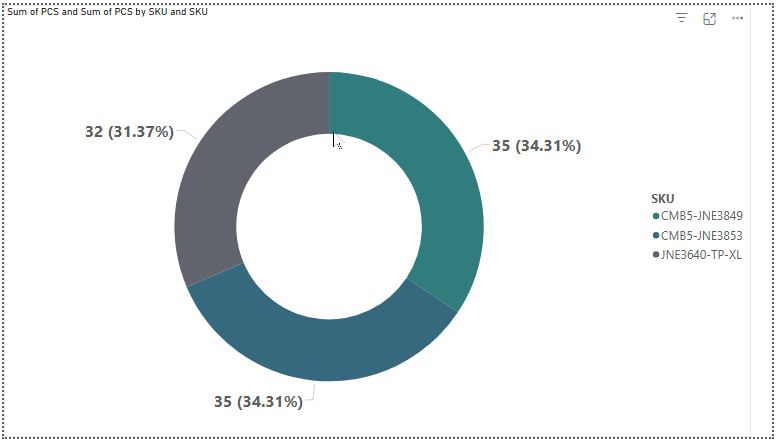 Sum of PCS and Sum of PCS by SKU and SKU
32 (31.37%)
35 (34.31%)
35 (34.31%)
SKU
CMB5-JNE3849
CMB5-JNE3853
JNE3640-TP-XL